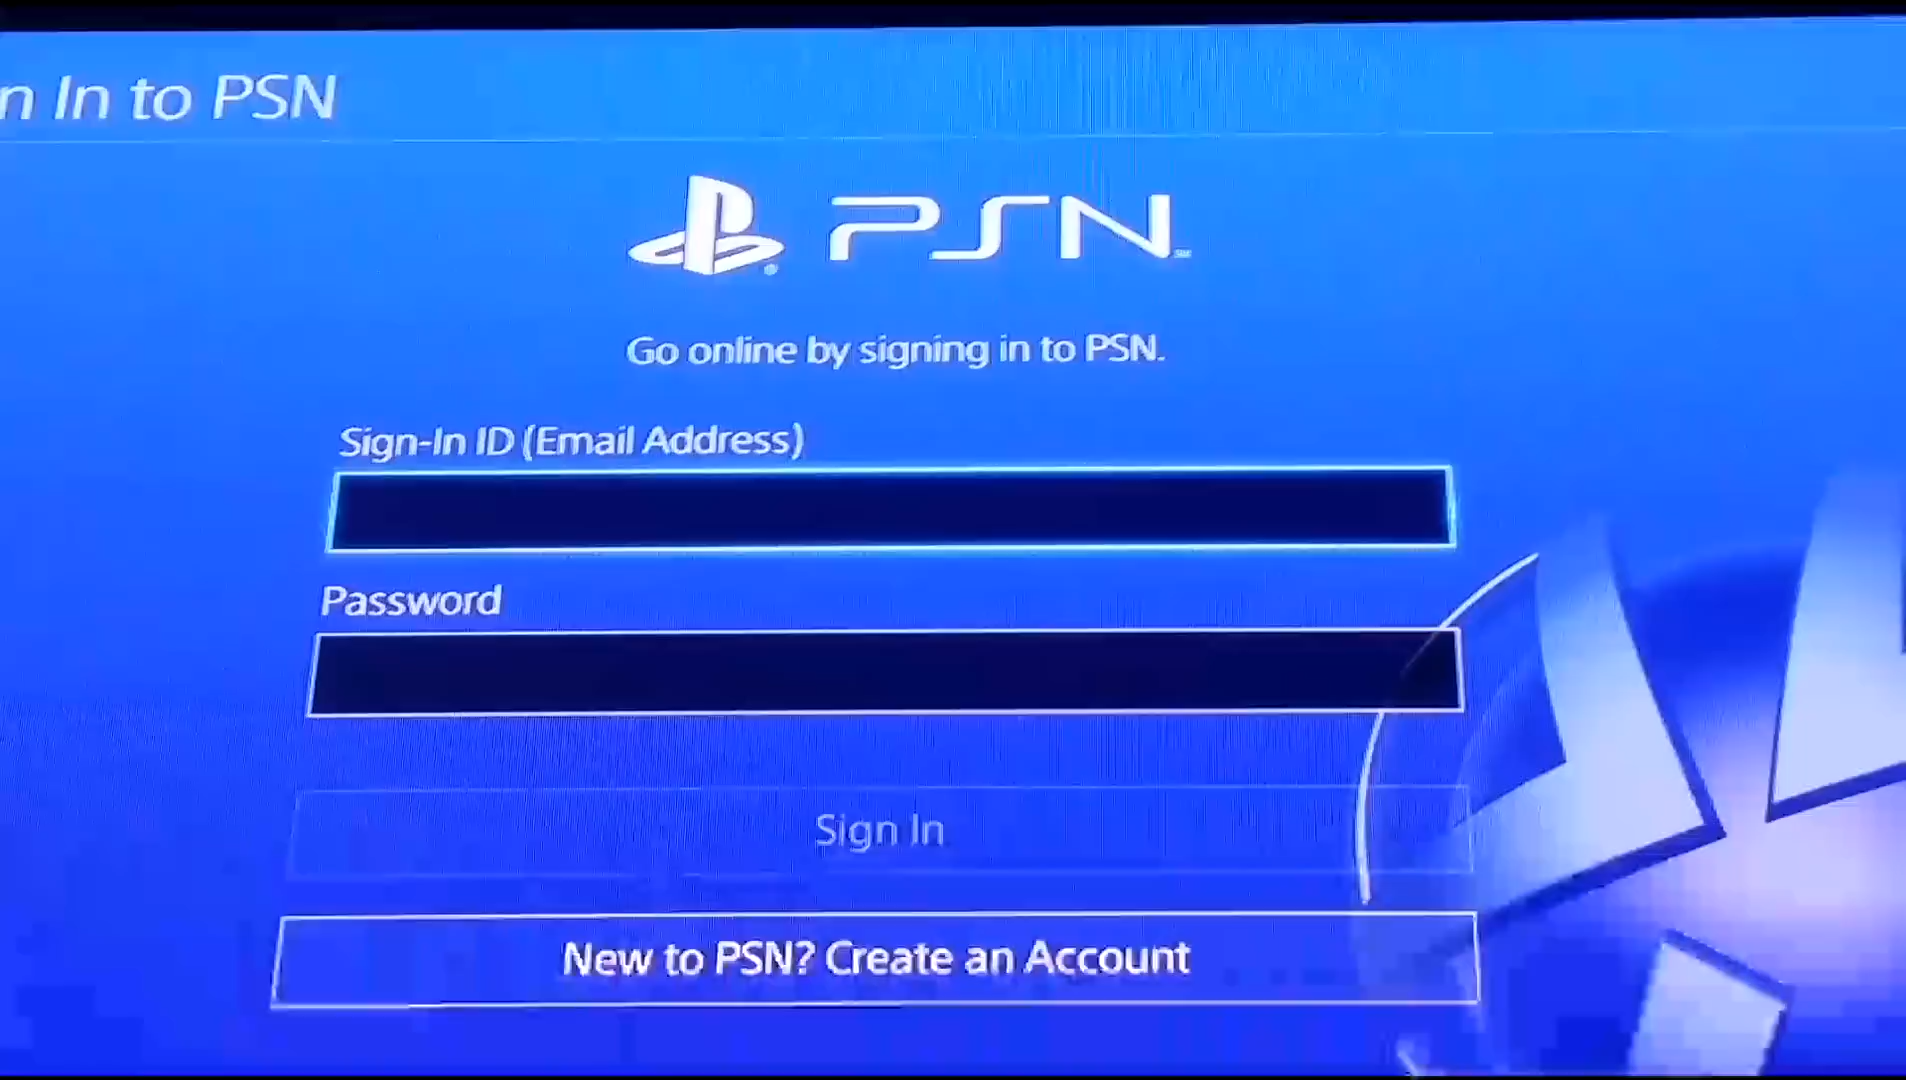 n In to PSN
PSN
Go online by signing in to PSN.
Sign-In ID (Email Address)
Password
Sign In
New to PSN? Create an Account